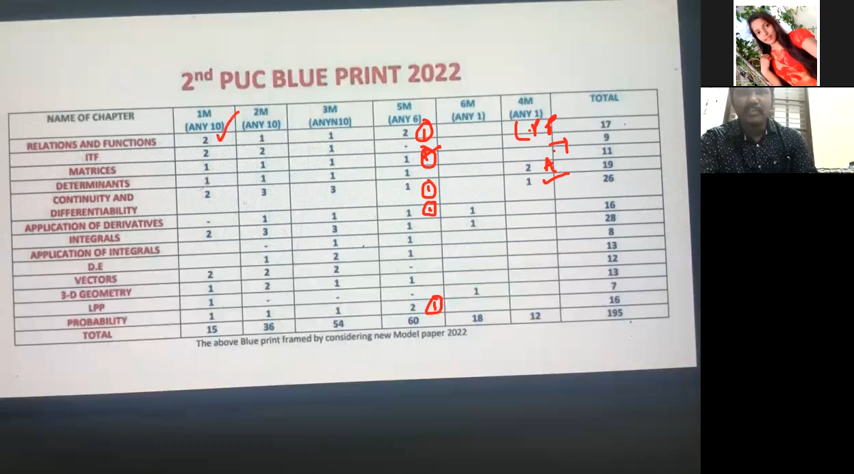 2nd PUC BLUE PRINT 2022
NAME OF CHAPTER 1M 2M 3M 5M 6M 4M TOTAL
(ANY 10) (ANY 10) (ANYN10) (ANY 6) (ANY 1) (ANY 1)
RELATIONS AND FUNCTIONS 2 1 1 2 1 17
ITF 2 2 1 - 9
MATRICES 1 1 1 1 11
DETERMINANTS 1 1 1 1 2 19
CONTINUITY AND 2 3 3 1 1 26
DIFFERENTIABILITY
APPLICATION OF DERIVATIVES - 1 1 1 1 16
INTEGRALS 2 3 3 1 1 28
APPLICATION OF INTEGRALS - 1 1 8
D.E 1 2 1 13
VECTORS 2 2 2 - 12
3-D GEOMETRY 1 2 1 1 13
LPP 1 - - - 1 7
PROBABILITY 1 1 1 2 1 16
TOTAL 15 36 54 60 18 12 195
The above Blue print framed by considering new Model paper 2022